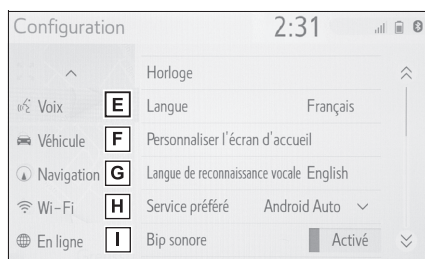 Configuration 2:31
Horloge
Voix E Langue Français
Véhicule F Personnaliser l'écran d'accueil
Navigation G Langue de reconnaissance vocale English
Wi-Fi H Service préféré Android Auto
En ligne I Bip sonore Activé